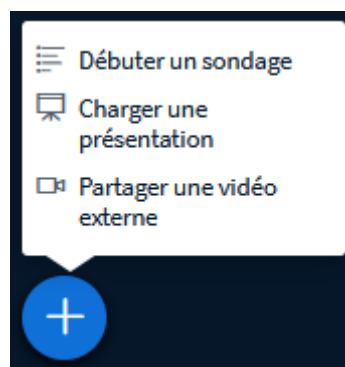 Débuter un sondage
Charger une
présentation
Partager une vidéo
externe